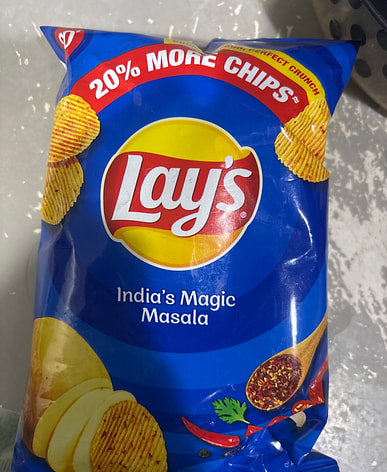 20% MORE CHIPS≈
PERFECT CRUNCH
Lay's®
India's Magic
Masala